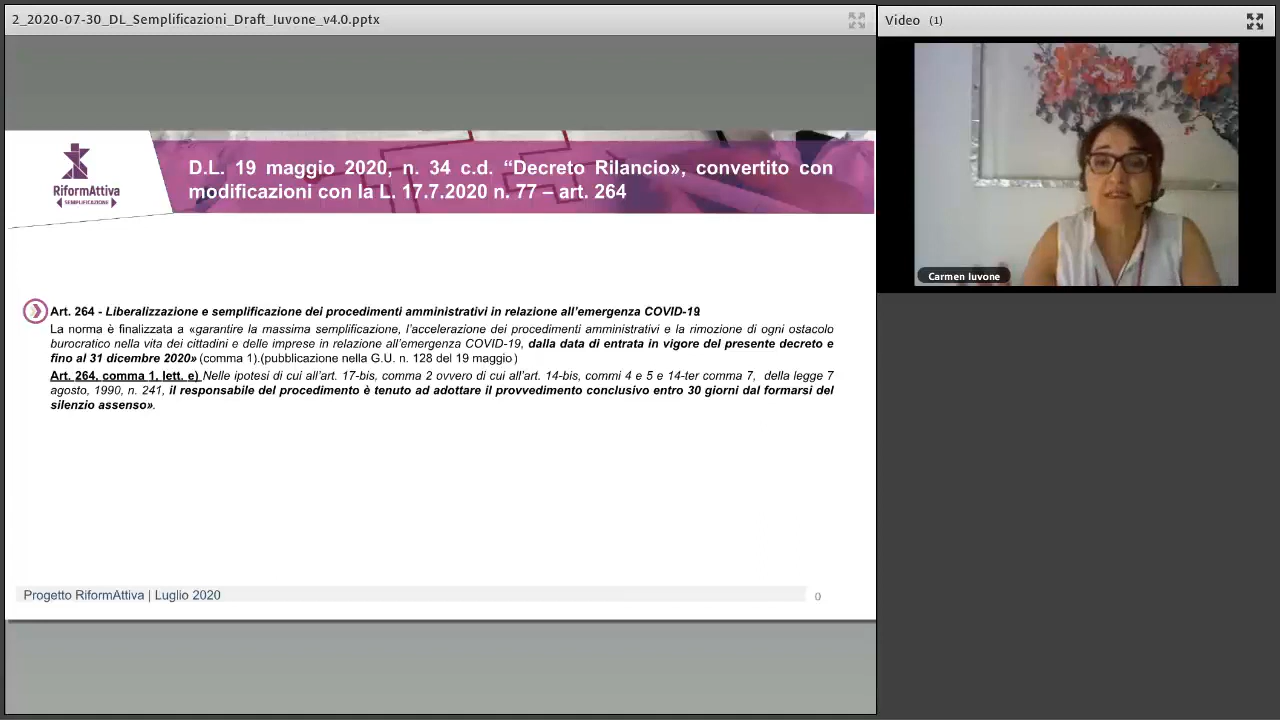 2_2020-07-30_DL_Semplificazioni_Draft_Iuvone_v4.0.pptx
Video (1)
RiformAttiva
SEMPLIFICAZIONE
D.L. 19 maggio 2020, n. 34 c.d. “Decreto Rilancio», convertito con
modificazioni con la L. 17.7.2020 n. 77 – art. 264
Carmen Iuvone
Art. 264 - Liberalizzazione e semplificazione dei procedimenti amministrativi in relazione all’emergenza COVID-19.
La norma è finalizzata a «garantire la massima semplificazione, l’accelerazione dei procedimenti amministrativi e la rimozione di ogni ostacolo
burocratico nella vita dei cittadini e delle imprese in relazione all’emergenza COVID-19, dalla data di entrata in vigore del presente decreto e
fino al 31 dicembre 2020» (comma 1).(pubblicazione nella G.U. n. 128 del 19 maggio)
Art. 264, comma 1, lett. e) Nelle ipotesi di cui all’art. 17-bis, comma 2 ovvero di cui all’art. 14-bis, commi 4 e 5 e 14-ter comma 7, della legge 7
agosto, 1990, n. 241, il responsabile del procedimento è tenuto ad adottare il provvedimento conclusivo entro 30 giorni dal formarsi del
silenzio assenso».
Progetto RiformAttiva | Luglio 2020
0